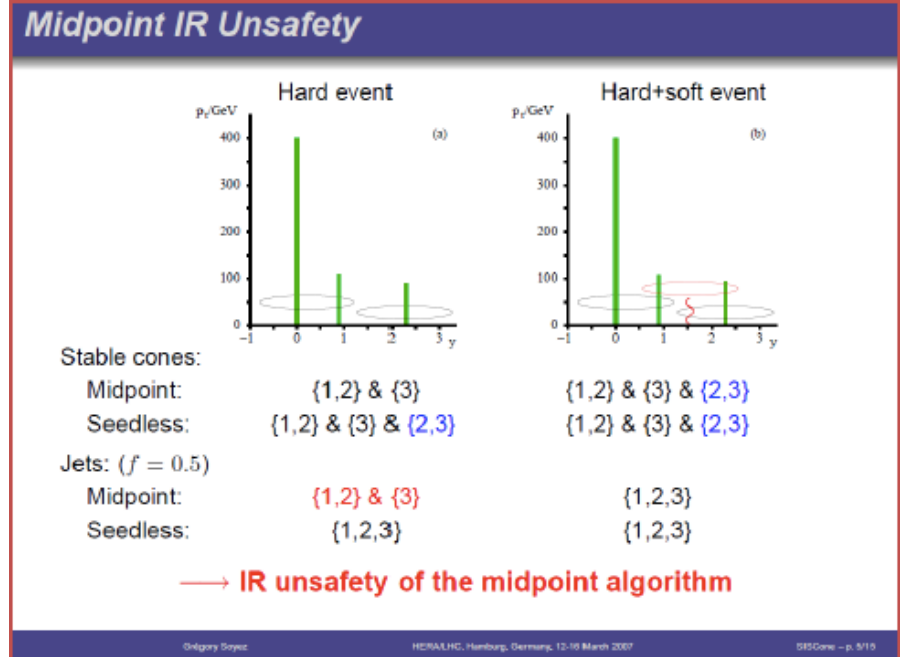 Midpoint IR Unsafety
Hard event
Hard+soft event
pt/GeV
(a)
400
300
200
100
0
−1 0 1 2 3 y
pt/GeV
(b)
400
300
200
100
0
−1 0 1 2 3 y
Stable cones:
Midpoint: {1,2} & {3} {1,2} & {3} & {2,3}
Seedless: {1,2} & {3} & {2,3} {1,2} & {3} & {2,3}
Jets: (f = 0.5)
Midpoint: {1,2} & {3} {1,2,3}
Seedless: {1,2,3} {1,2,3}
⟶ IR unsafety of the midpoint algorithm
Grégory Soyez HERA/LHC, Hamburg, Germany, 12-16 March 2007 SISCone – p. 5/15